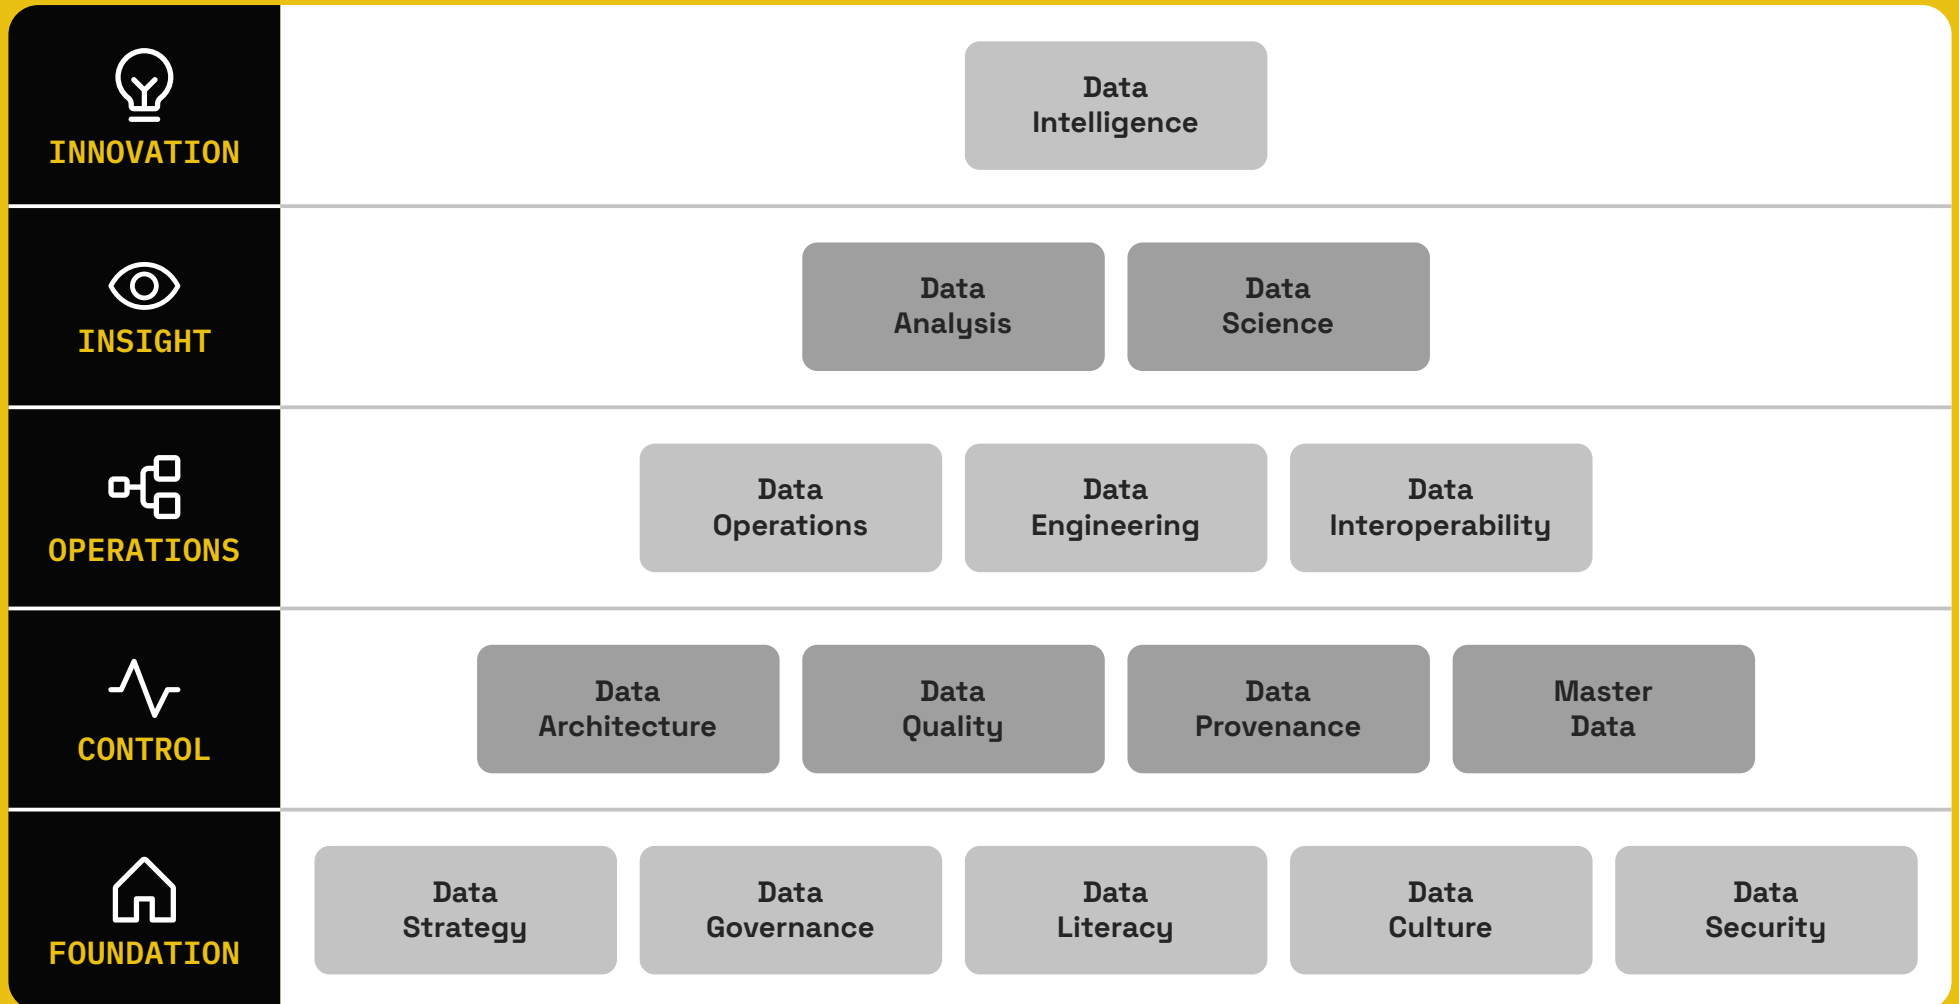 INNOVATION
Data
Intelligence
INSIGHT
Data
Analysis
Data
Science
OPERATIONS
Data
Operations
Data
Engineering
Data
Interoperability
CONTROL
Data
Architecture
Data
Quality
Data
Provenance
Master
Data
FOUNDATION
Data
Strategy
Data
Governance
Data
Literacy
Data
Culture
Data
Security